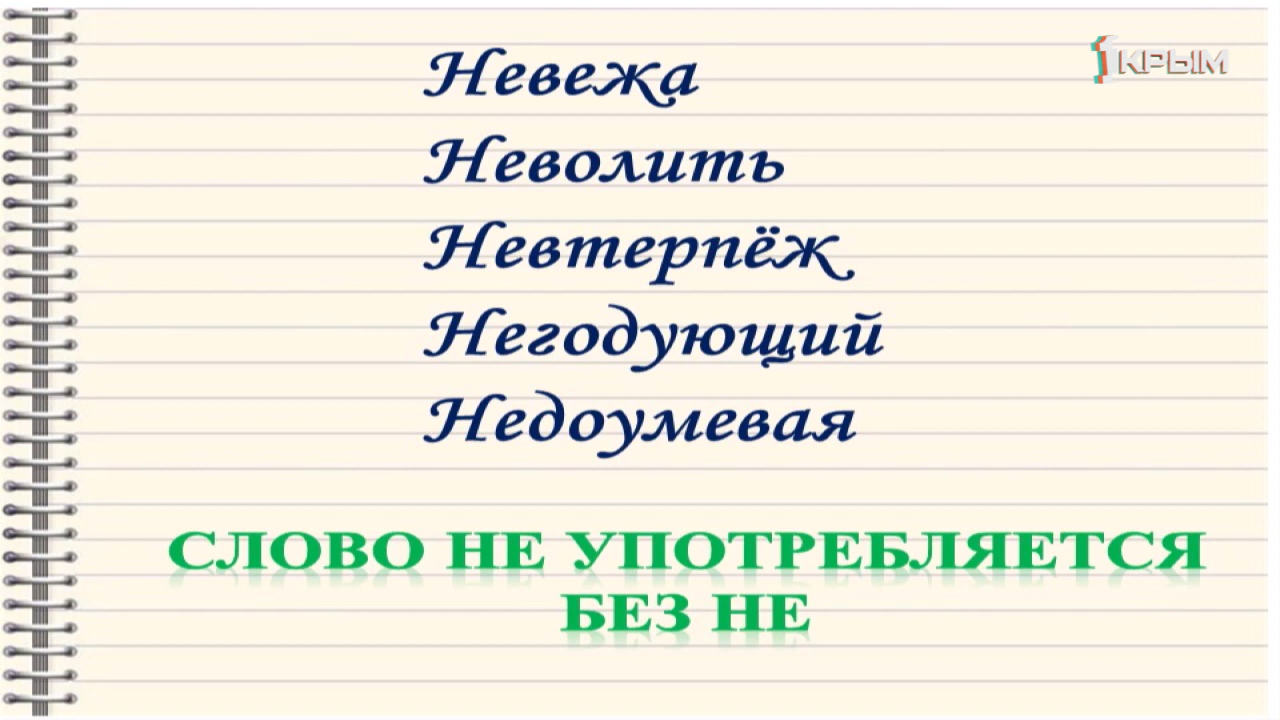 1КРЫМ
Невежа
Неволить
Невтерпёж
Негодующий
Недоумевая
СЛОВО НЕ УПОТРЕБЛЯЕТСЯ
БЕЗ НЕ